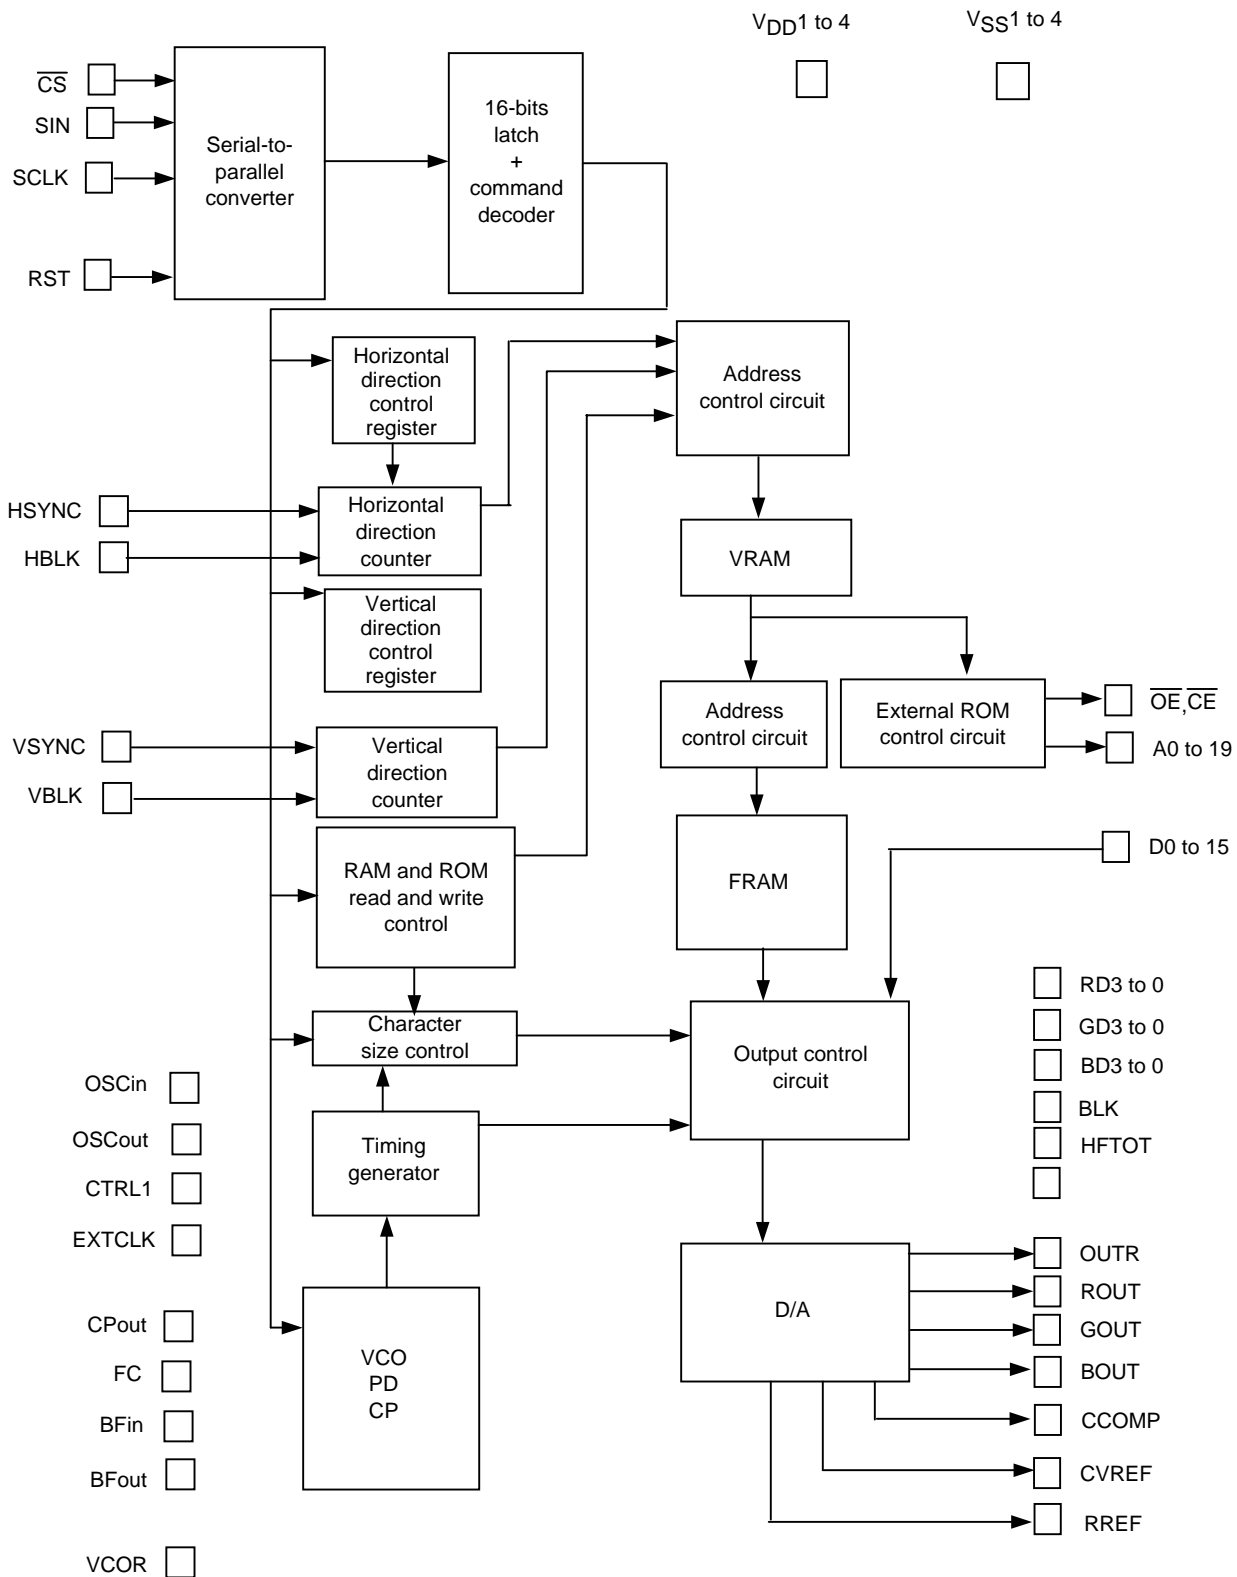 VDD1 to 4
VSS1 to 4
CS
SIN
SCLK
RST
Serial-to-
parallel
converter
16-bits
latch
+
command
decoder
Horizontal
direction
control
register
Address
control circuit
HSYNC
HBLK
Horizontal
direction
counter
VRAM
Vertical
direction
control
register
Address
control circuit
External ROM
control circuit
OE,CE
A0 to 19
VSYNC
VBLK
Vertical
direction
counter
D0 to 15
RAM and ROM
read and write
control
FRAM
RD3 to 0
GD3 to 0
BD3 to 0
BLK
HFTOT
Character
size control
Output control
circuit
OSCin
OSCout
CTRL1
EXTCLK
Timing
generator
CPout
FC
BFin
BFout
VCOR
VCO
PD
CP
D/A
OUTR
ROUT
GOUT
BOUT
CCOMP
CVREF
RREF